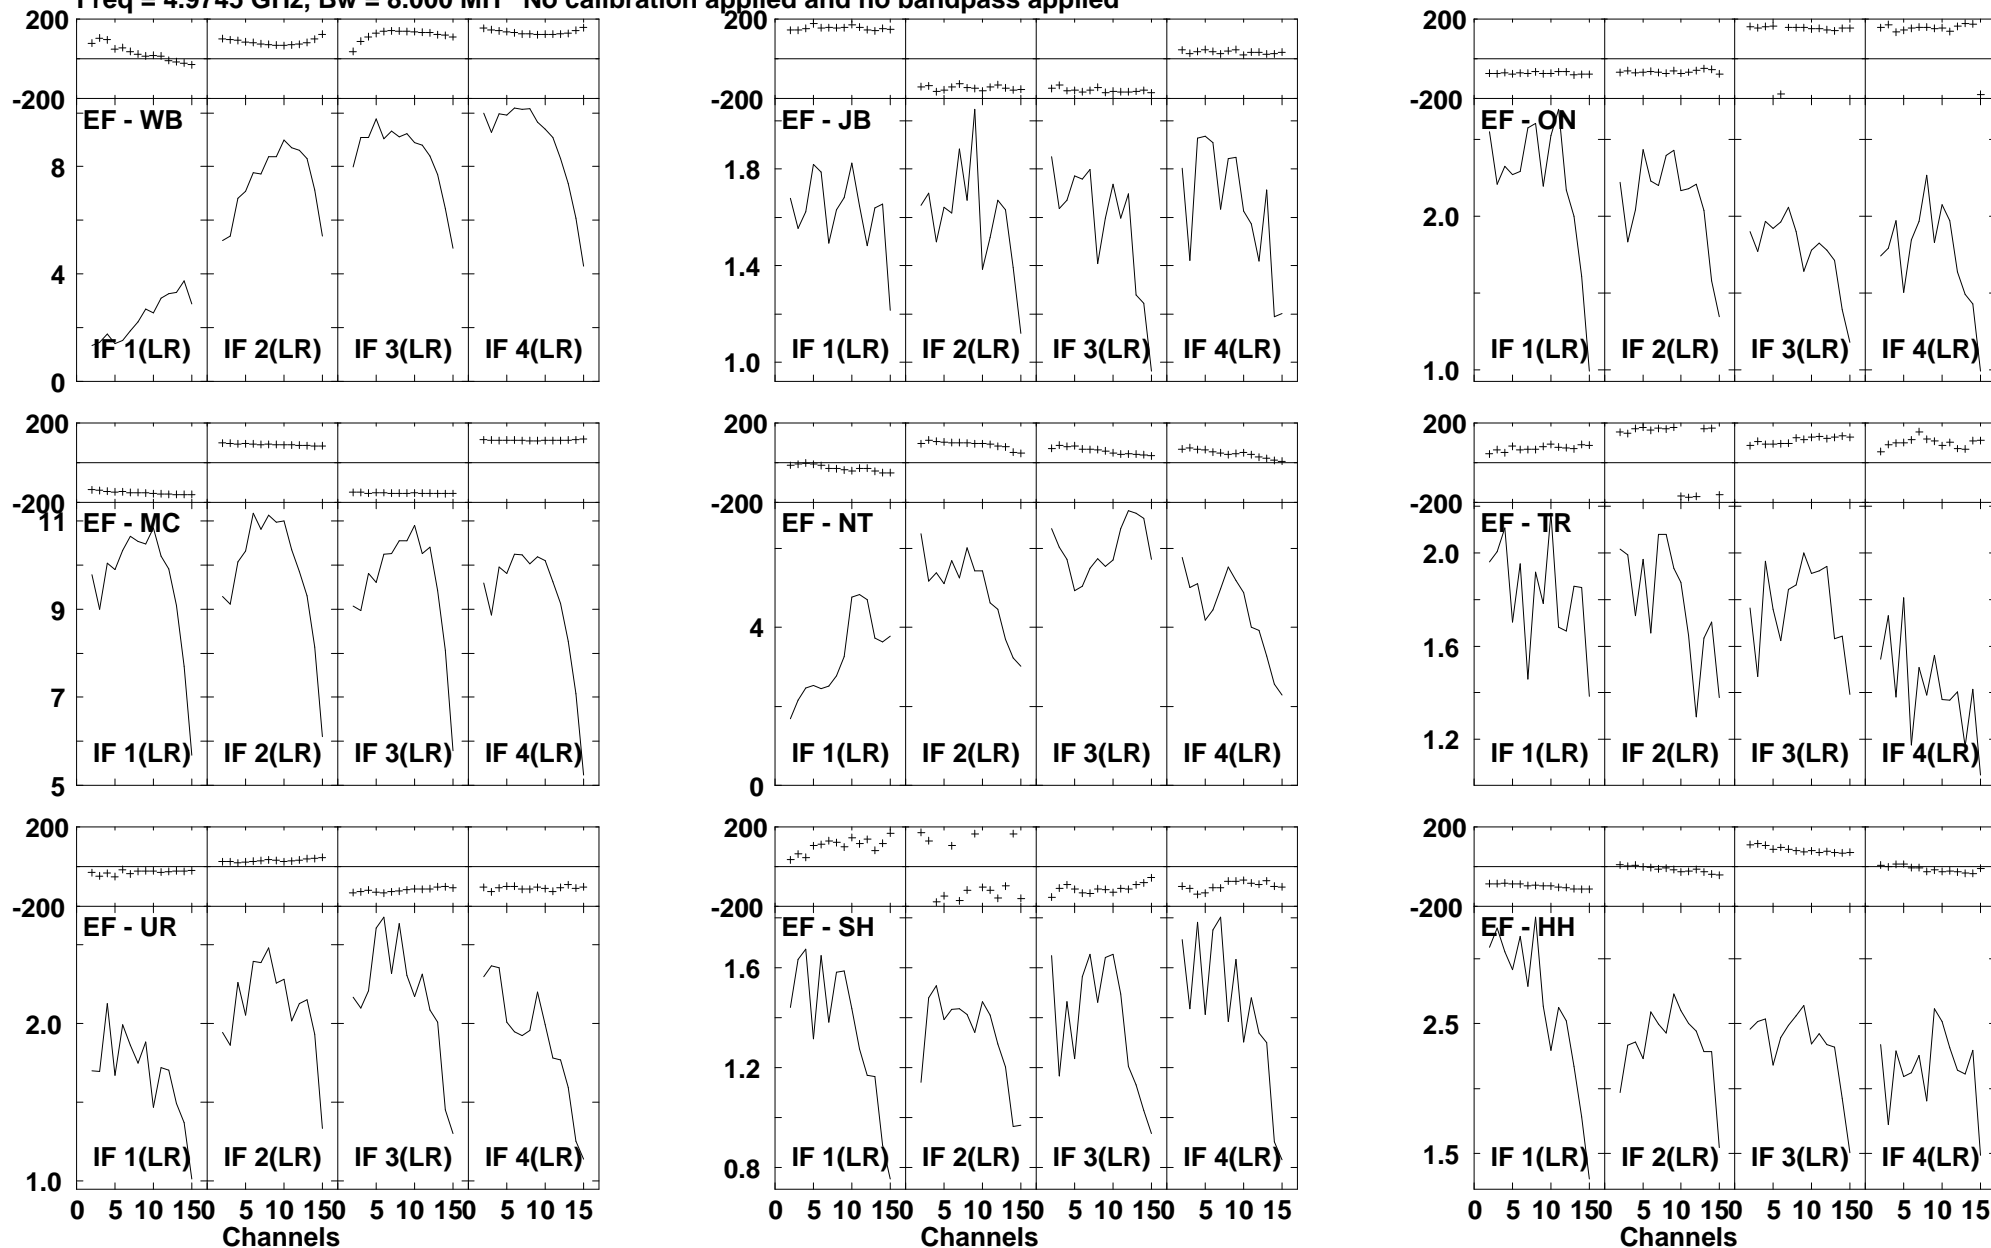 Freq = 4.9745 GHz, Bw = 8.000 MH No calibration applied and no bandpass applied
200 200 200
-200 -200 -200
EF - WB EF - JB EF - ON
8 1.8 2.0
4 1.4
IF 1(LR) IF 2(LR) IF 3(LR) IF 4(LR) IF 1(LR) IF 2(LR) IF 3(LR) IF 4(LR) IF 1(LR) IF 2(LR) IF 3(LR) IF 4(LR)
0 1.0 1.0
200 200 200
-200 -200 -200
11 EF - MC EF - NT EF - TR
9 4 2.0
7 1.6
IF 1(LR) IF 2(LR) IF 3(LR) IF 4(LR) IF 1(LR) IF 2(LR) IF 3(LR) IF 4(LR) 1.2 IF 1(LR) IF 2(LR) IF 3(LR) IF 4(LR)
5 0
200 200 200
-200 -200 -200
EF - UR EF - SH EF - HH
2.0 1.6 2.5
1.2
IF 1(LR) IF 2(LR) IF 3(LR) IF 4(LR) IF 1(LR) IF 2(LR) IF 3(LR) IF 4(LR) 1.5 IF 1(LR) IF 2(LR) IF 3(LR) IF 4(LR)
1.0 0.8
0 5 10 150 5 10 150 5 10 150 5 10 15 0 5 10 150 5 10 150 5 10 150 5 10 15 0 5 10 150 5 10 150 5 10 150 5 10 15
Channels Channels Channels